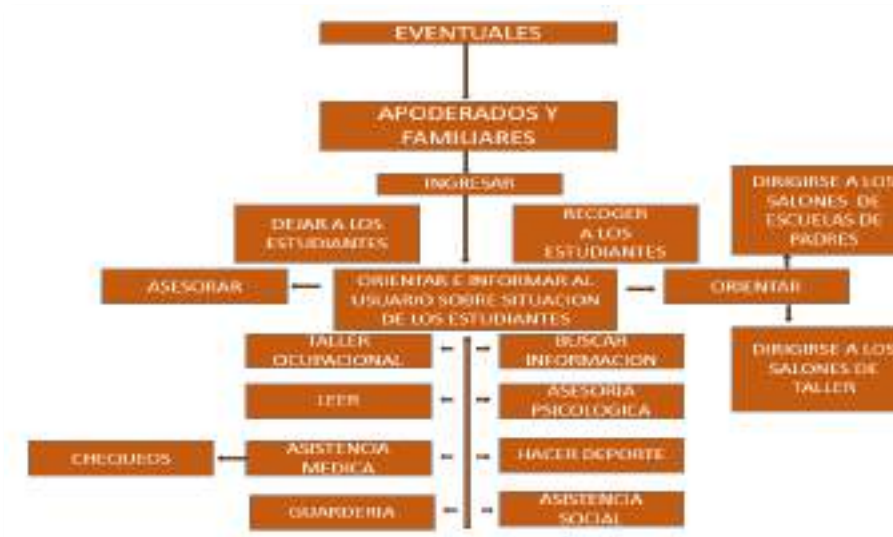 EVENTUALES
APODERADOS Y
FAMILIARES
INGRESAR
DEJAR A LOS
ESTUDIANTES
RECOGER
A LOS
ESTUDIANTES
DIRIGIRSE A LOS
SALONES DE
ESCUELAS DE
PADRES
ASESORAR
ORIENTAR E INFORMAR AL
USUARIO SOBRE SITUACION
DE LOS ESTUDIANTES
ORIENTAR
TALLER
OCUPACIONAL
BUSCAR
INFORMACION
DIRIGIRSE A LOS
SALONES DE
TALLER
LEER
ASESORIA
PSICOLOGICA
CHEQUEOS
ASISTENCIA
MEDICA
HACER DEPORTE
GUARDERIA
ASISTENCIA
SOCIAL